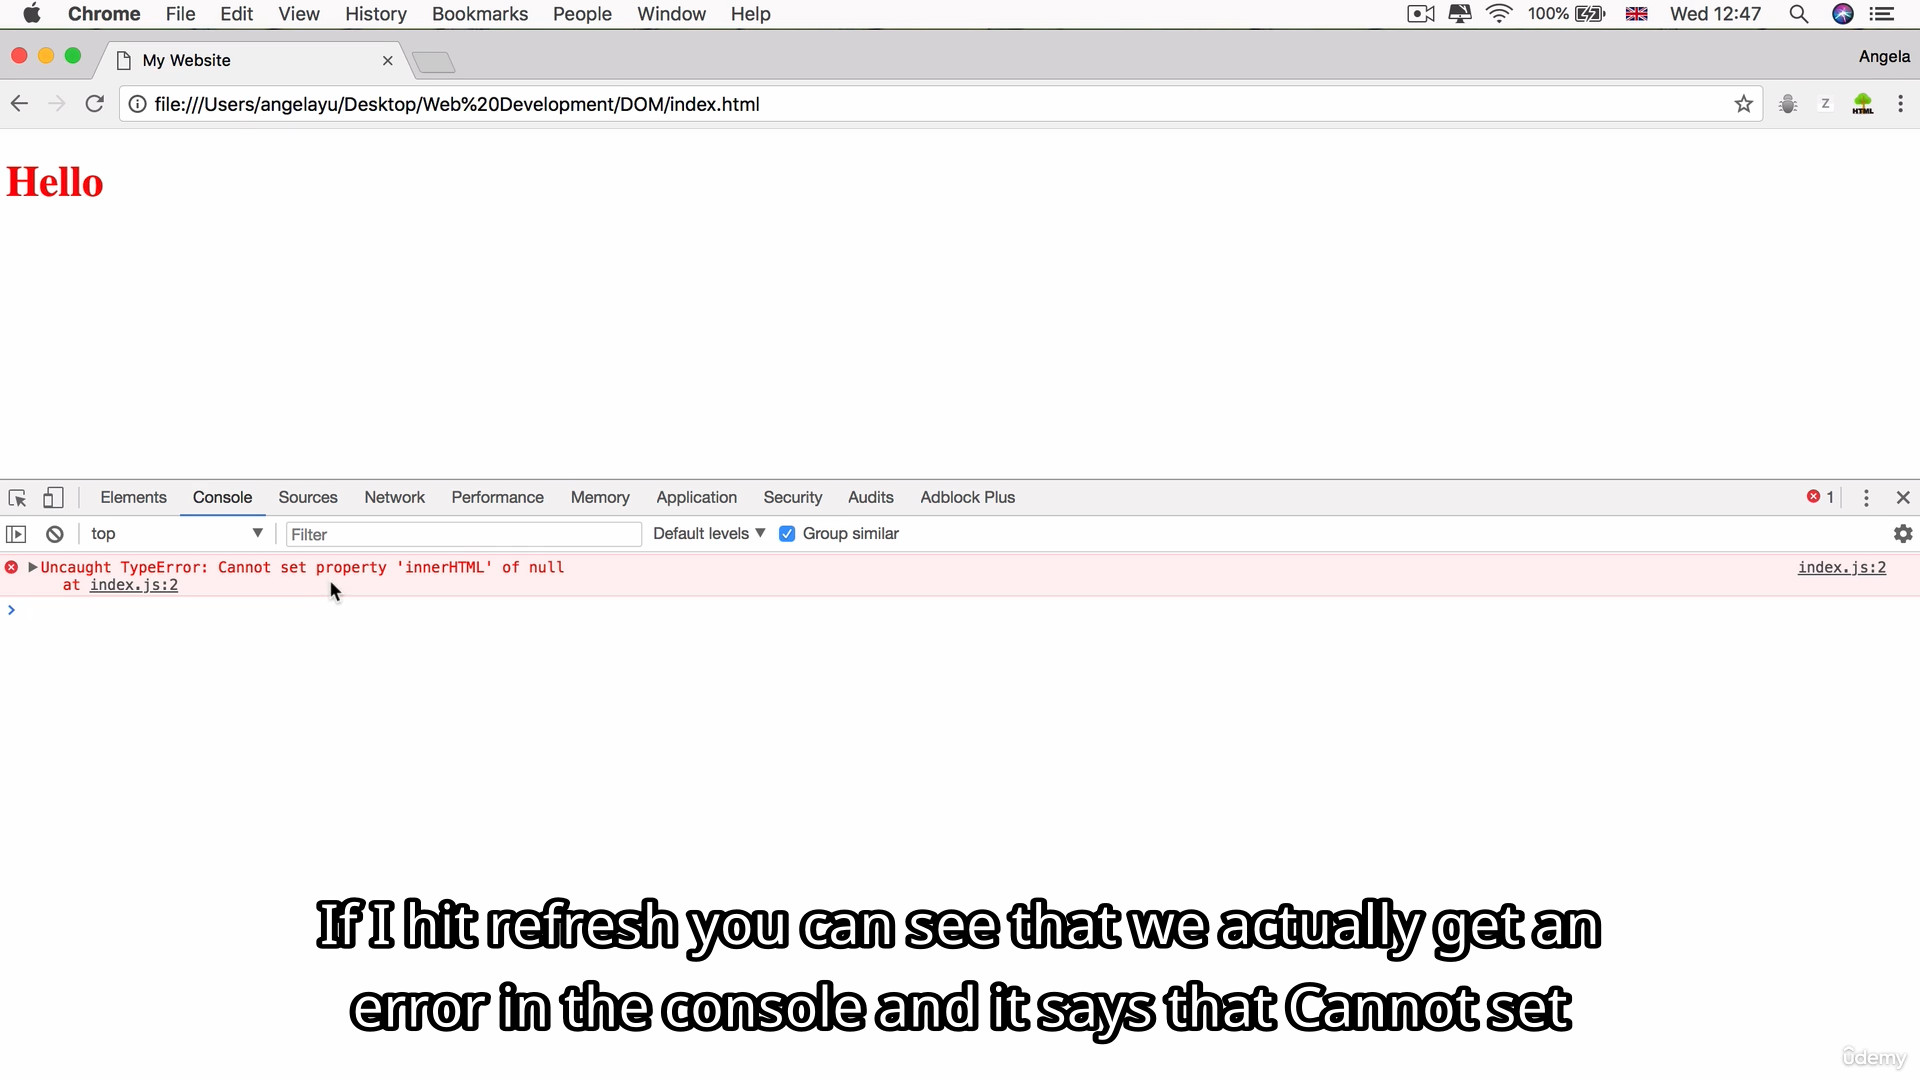 Chrome File Edit View History Bookmarks People Window Help 100% Wed 12:47
My Website Angela
file:///Users/angelayu/Desktop/Web%20Development/DOM/index.html Z HTML
Hello
Elements Console Sources Network Performance Memory Application Security Audits Adblock Plus 1
top Filter Default levels Group similar
Uncaught TypeError: Cannot set property 'innerHTML' of null index.js:2
at index.js:2
If I hit refresh you can see that we actually get an
error in the console and it says that Cannot set
ûdemy